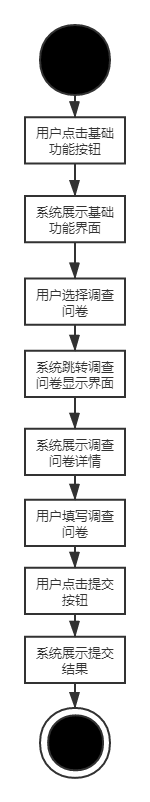 用户点击基础
功能按钮
系统展示基础
功能界面
用户选择调查
问卷
系统跳转调查
问卷显示界面
系统展示调查
问卷详情
用户填写调查
问卷
用户点击提交
按钮
系统展示提交
结果